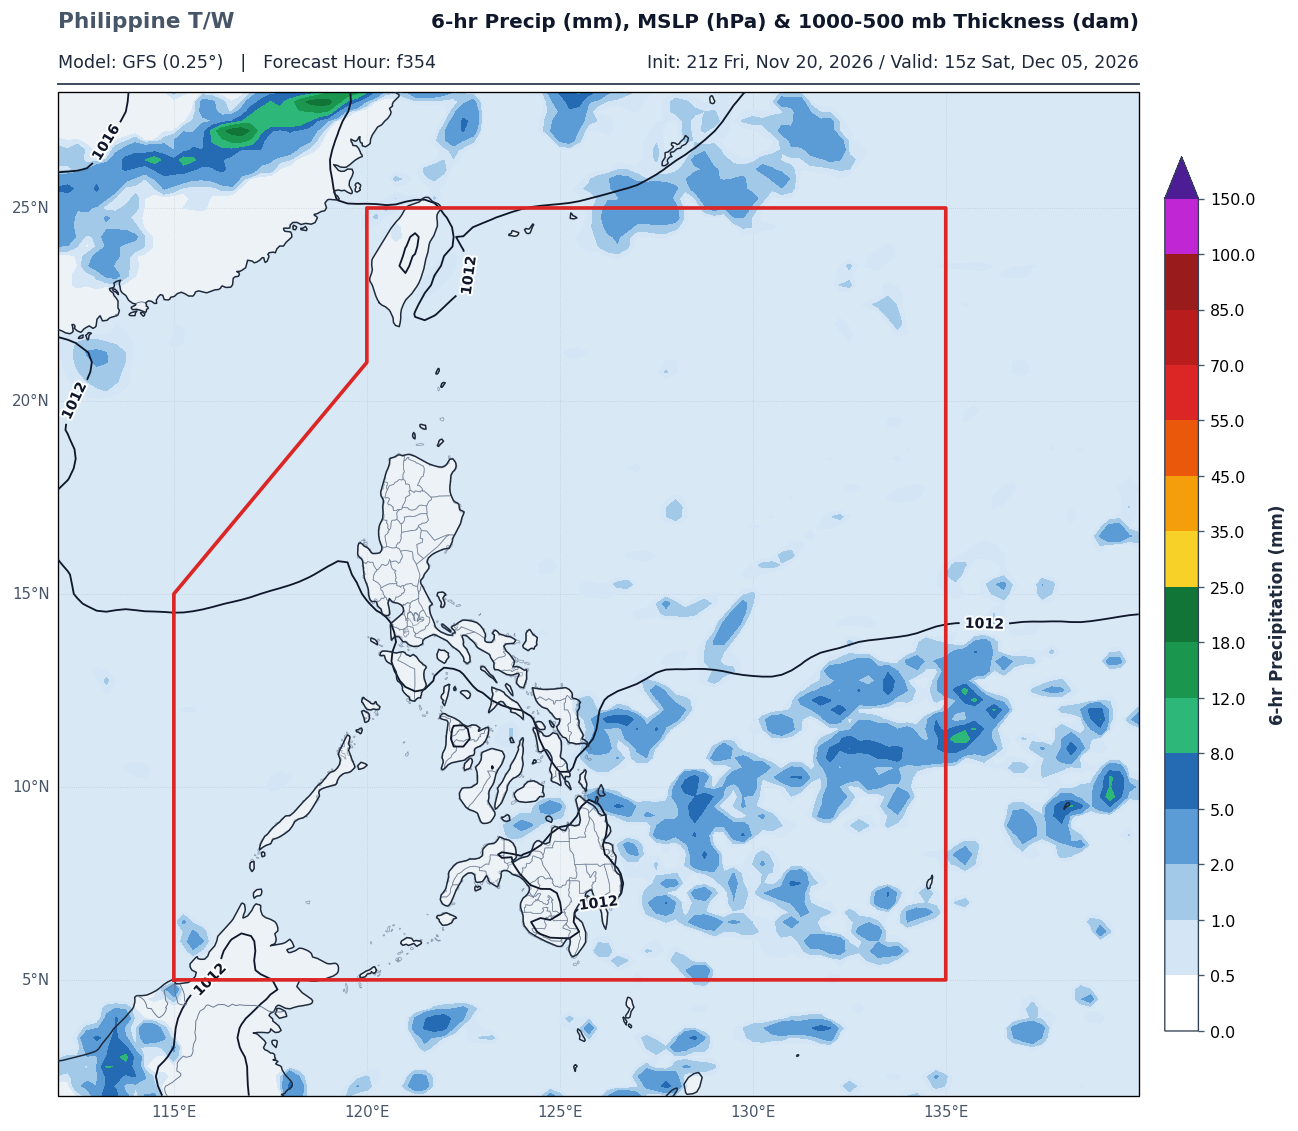 Philippine T/W
6-hr Precip (mm), MSLP (hPa) & 1000-500 mb Thickness (dam)
Model: GFS (0.25°) | Forecast Hour: f354
Init: 21z Fri, Nov 20, 2026 / Valid: 15z Sat, Dec 05, 2026
1016
25°N
1012
1012
20°N
15°N
1012
10°N
1012
1012
5°N
115°E
120°E
125°E
130°E
135°E
150.0
100.0
85.0
70.0
55.0
45.0
35.0
25.0
18.0
12.0
8.0
5.0
2.0
1.0
0.5
0.0
6-hr Precipitation (mm)